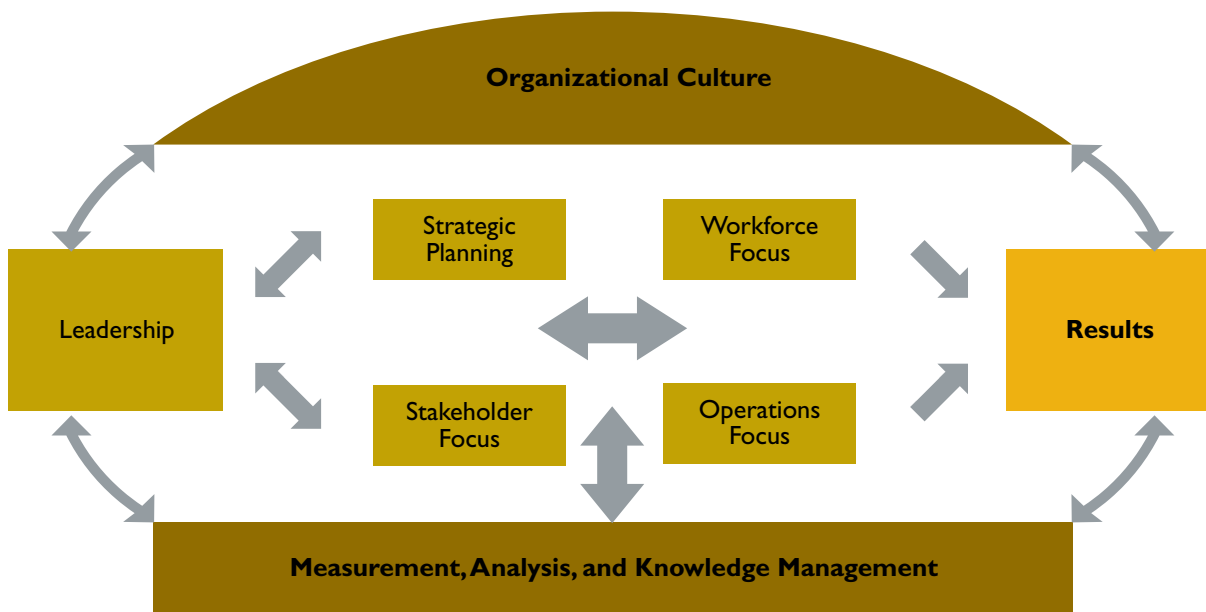 Organizational Culture
Strategic
Planning
Workforce
Focus
Leadership
Results
Stakeholder
Focus
Operations
Focus
Measurement, Analysis, and Knowledge Management